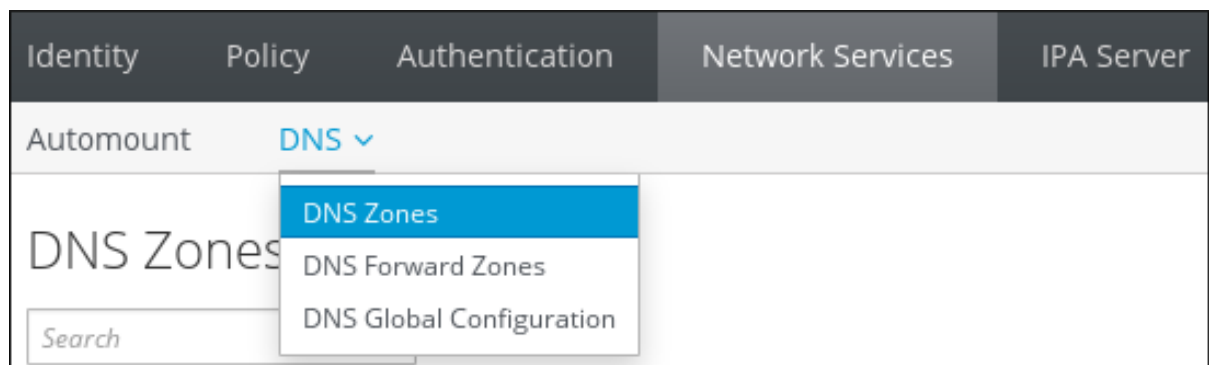 Identity Policy Authentication Network Services IPA Server
Automount DNS
DNS Zones
DNS Zones
DNS Forward Zones
DNS Global Configuration
Search